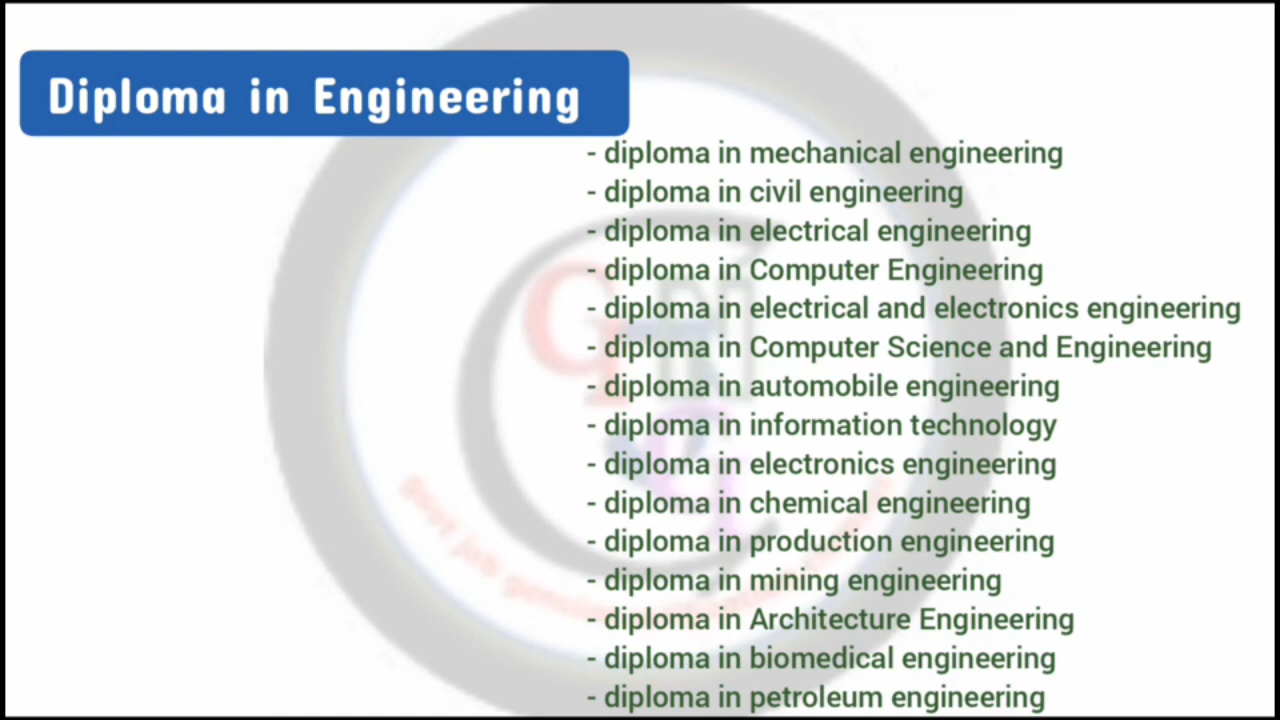 Diploma in Engineering
- diploma in mechanical engineering
- diploma in civil engineering
- diploma in electrical engineering
- diploma in Computer Engineering
- diploma in electrical and electronics engineering
- diploma in Computer Science and Engineering
- diploma in automobile engineering
- diploma in information technology
- diploma in electronics engineering
- diploma in chemical engineering
- diploma in production engineering
- diploma in mining engineering
- diploma in Architecture Engineering
- diploma in biomedical engineering
- diploma in petroleum engineering